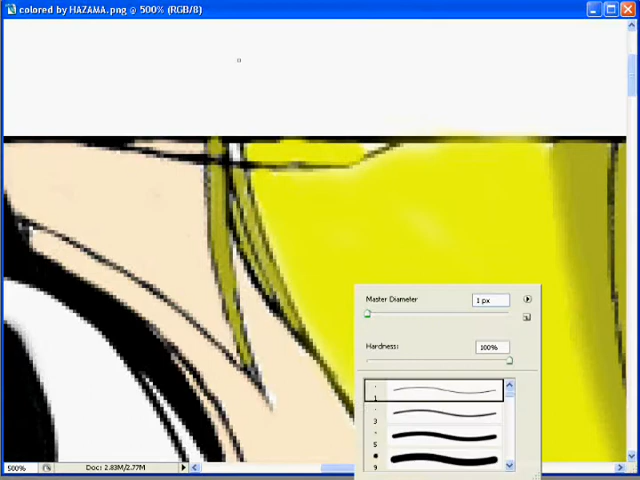 colored by HAZAMA.png @ 500% (RGB/8)
Master Diameter
1 px
Hardness:
100%
1
3
5
9
500%
Doc: 2.83M/2.77M